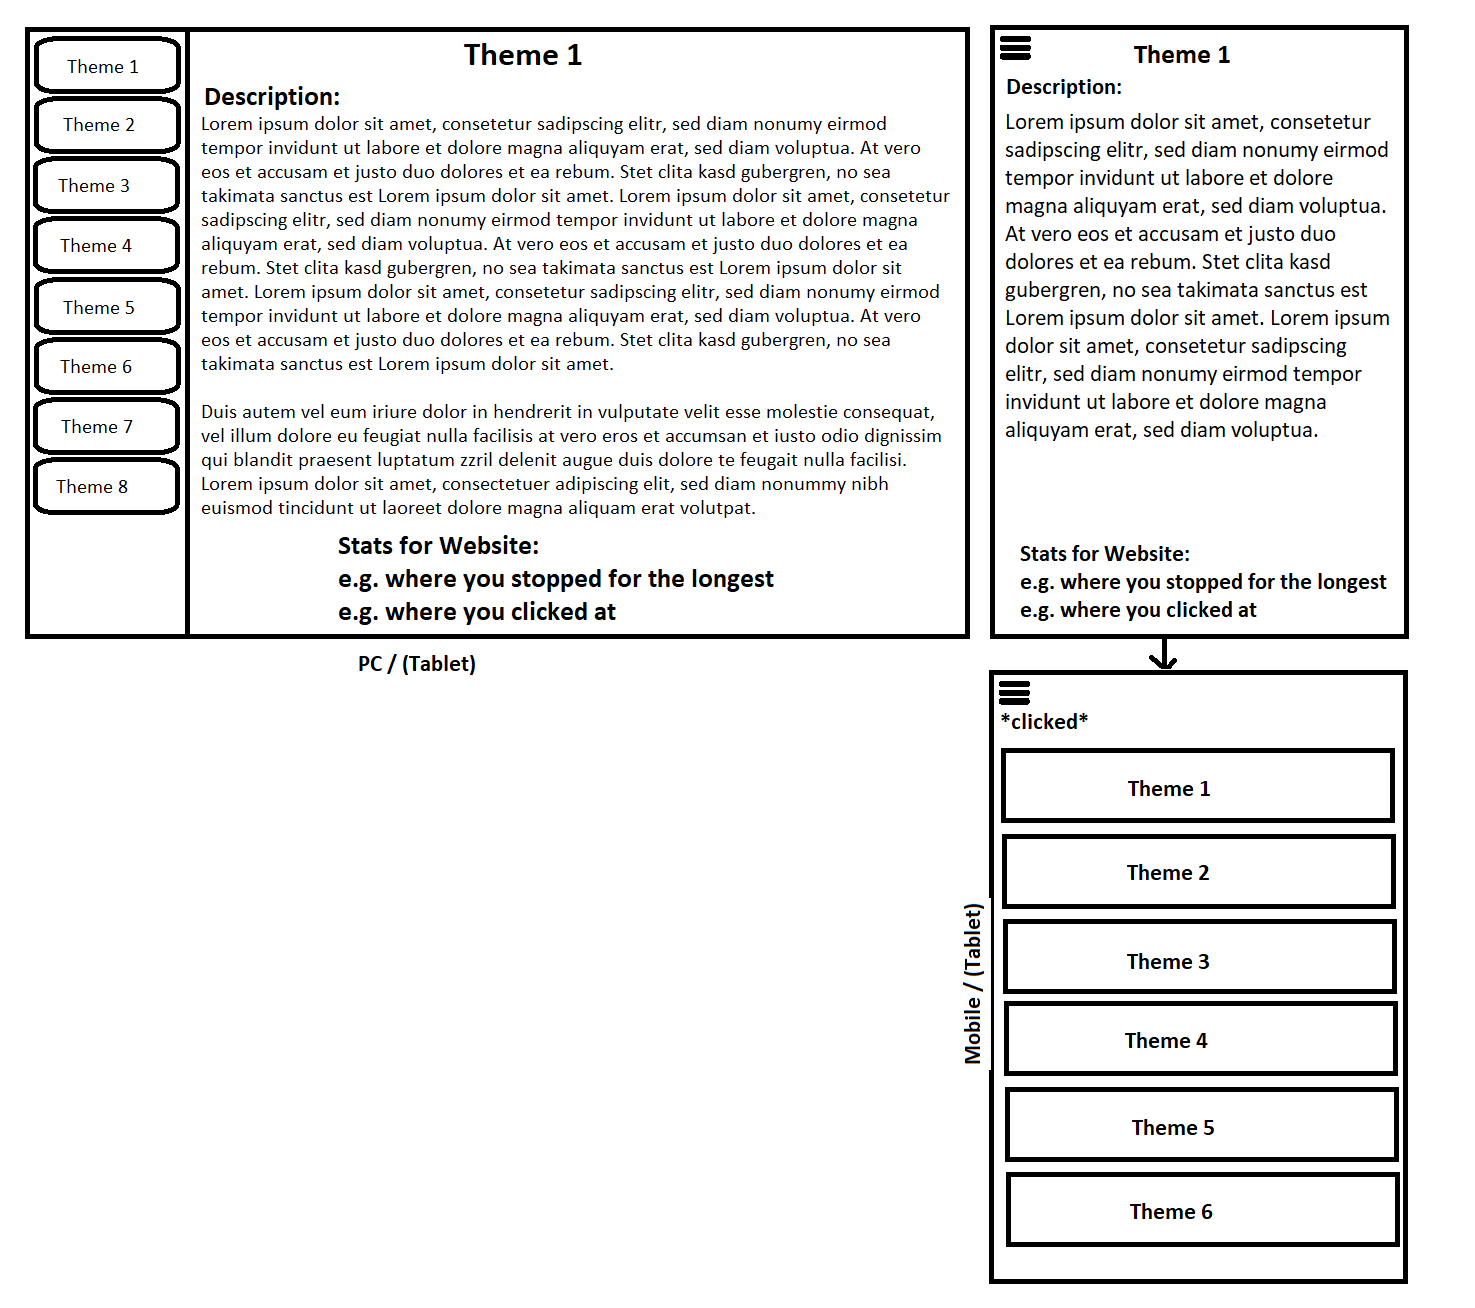 Theme 1
Theme 2
Theme 3
Theme 4
Theme 5
Theme 6
Theme 7
Theme 8
Theme 1
Description:
Lorem ipsum dolor sit amet, consetetur sadipscing elitr, sed diam nonumy eirmod
tempor invidunt ut labore et dolore magna aliquyam erat, sed diam voluptua. At vero
eos et accusam et justo duo dolores et ea rebum. Stet clita kasd gubergren, no sea
takimata sanctus est Lorem ipsum dolor sit amet. Lorem ipsum dolor sit amet, consetetur
sadipscing elitr, sed diam nonumy eirmod tempor invidunt ut labore et dolore magna
aliquyam erat, sed diam voluptua. At vero eos et accusam et justo duo dolores et ea
rebum. Stet clita kasd gubergren, no sea takimata sanctus est Lorem ipsum dolor sit
amet. Lorem ipsum dolor sit amet, consetetur sadipscing elitr, sed diam nonumy eirmod
tempor invidunt ut labore et dolore magna aliquyam erat, sed diam voluptua. At vero
eos et accusam et justo duo dolores et ea rebum. Stet clita kasd gubergren, no sea
takimata sanctus est Lorem ipsum dolor sit amet.
Duis autem vel eum iriure dolor in hendrerit in vulputate velit esse molestie consequat,
vel illum dolore eu feugiat nulla facilisis at vero eros et accumsan et iusto odio dignissim
qui blandit praesent luptatum zzril delenit augue duis dolore te feugait nulla facilisi.
Lorem ipsum dolor sit amet, consectetuer adipiscing elit, sed diam nonummy nibh
euismod tincidunt ut laoreet dolore magna aliquam erat volutpat.
Stats for Website:
e.g. where you stopped for the longest
e.g. where you clicked at
PC / (Tablet)
Theme 1
Description:
Lorem ipsum dolor sit amet, consetetur
sadipscing elitr, sed diam nonumy eirmod
tempor invidunt ut labore et dolore
magna aliquyam erat, sed diam voluptua.
At vero eos et accusam et justo duo
dolores et ea rebum. Stet clita kasd
gubergren, no sea takimata sanctus est
Lorem ipsum dolor sit amet. Lorem ipsum
dolor sit amet, consetetur sadipscing
elitr, sed diam nonumy eirmod tempor
invidunt ut labore et dolore magna
aliquyam erat, sed diam voluptua.
Stats for Website:
e.g. where you stopped for the longest
e.g. where you clicked at
*clicked*
Theme 1
Theme 2
Theme 3
Theme 4
Theme 5
Theme 6
Mobile / (Tablet)